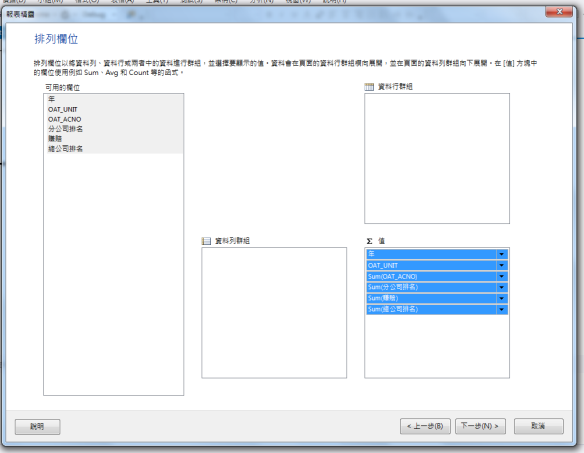 報表精靈
排列欄位
排列欄位以將資料列、資料行或兩者中的資料進行群組，並選擇要顯示的值。資料會在頁面的資料行群組橫向展開，並在頁面的資料列群組向下展開。在 [值] 方塊中
的欄位使用例如 Sum、Avg 和 Count 等的函式。
可用的欄位
年
OAT_UNIT
OAT_ACNO
分公司排名
賺賠
總公司排名
資料行群組
資料列群組
Σ 值
年
OAT_UNIT
Sum(OAT_ACNO)
Sum(分公司排名)
Sum(賺賠)
Sum(總公司排名)
說明
< 上一步(B)
下一步(N) >
取消